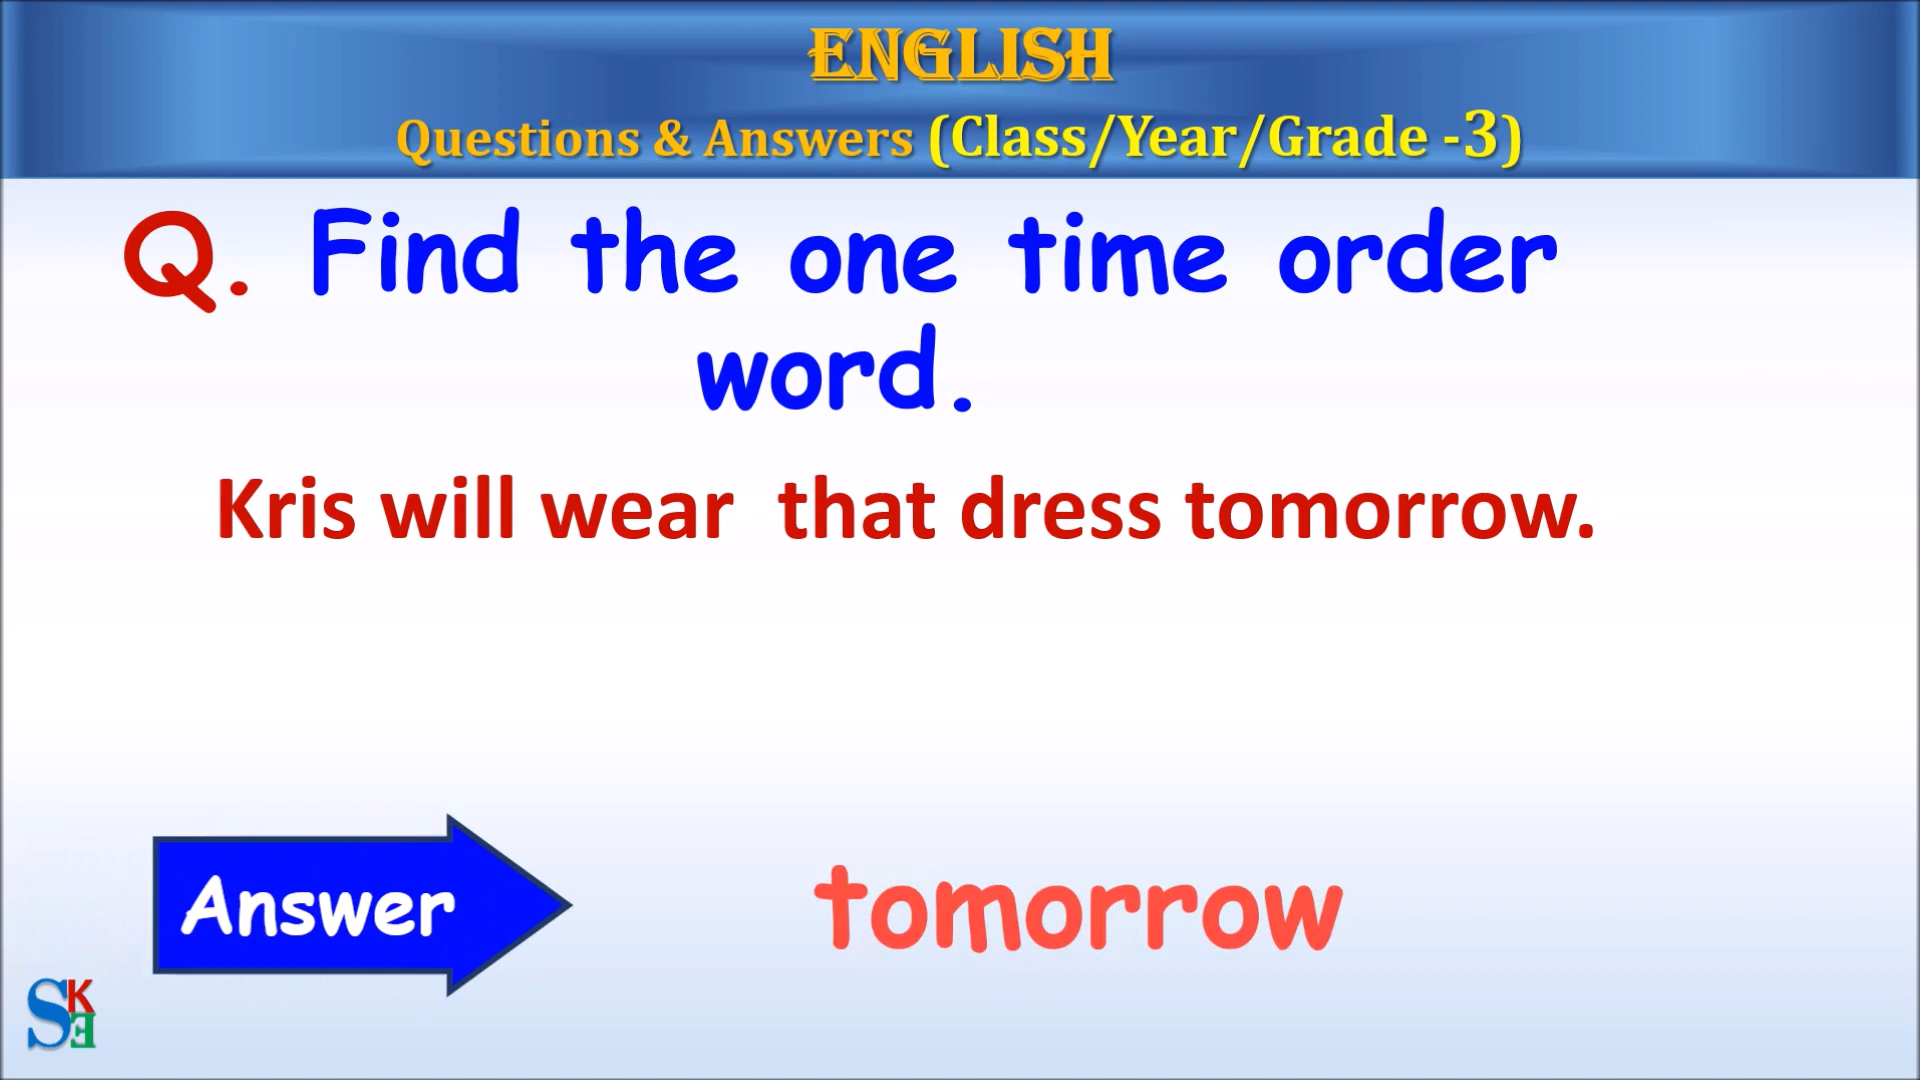 ENGLISH
Questions & Answers (Class/Year/Grade -3)
Q. Find the one time order
word.
Kris will wear that dress tomorrow.
Answer
tomorrow
SKE